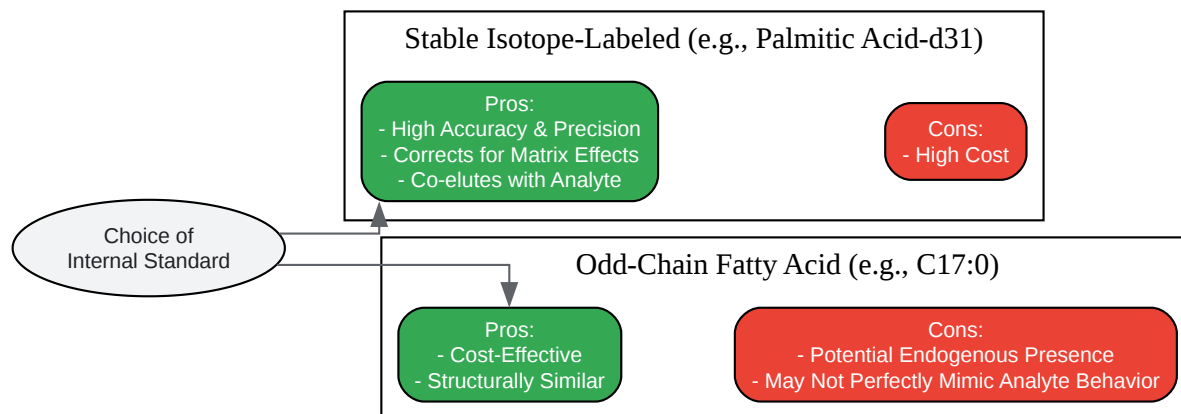 Stable Isotope-Labeled (e.g., Palmitic Acid-d31)
Pros:
- High Accuracy & Precision
- Corrects for Matrix Effects
- Co-elutes with Analyte
Cons:
- High Cost
Choice of
Internal Standard
Odd-Chain Fatty Acid (e.g., C17:0)
Pros:
- Cost-Effective
- Structurally Similar
Cons:
- Potential Endogenous Presence
- May Not Perfectly Mimic Analyte Behavior